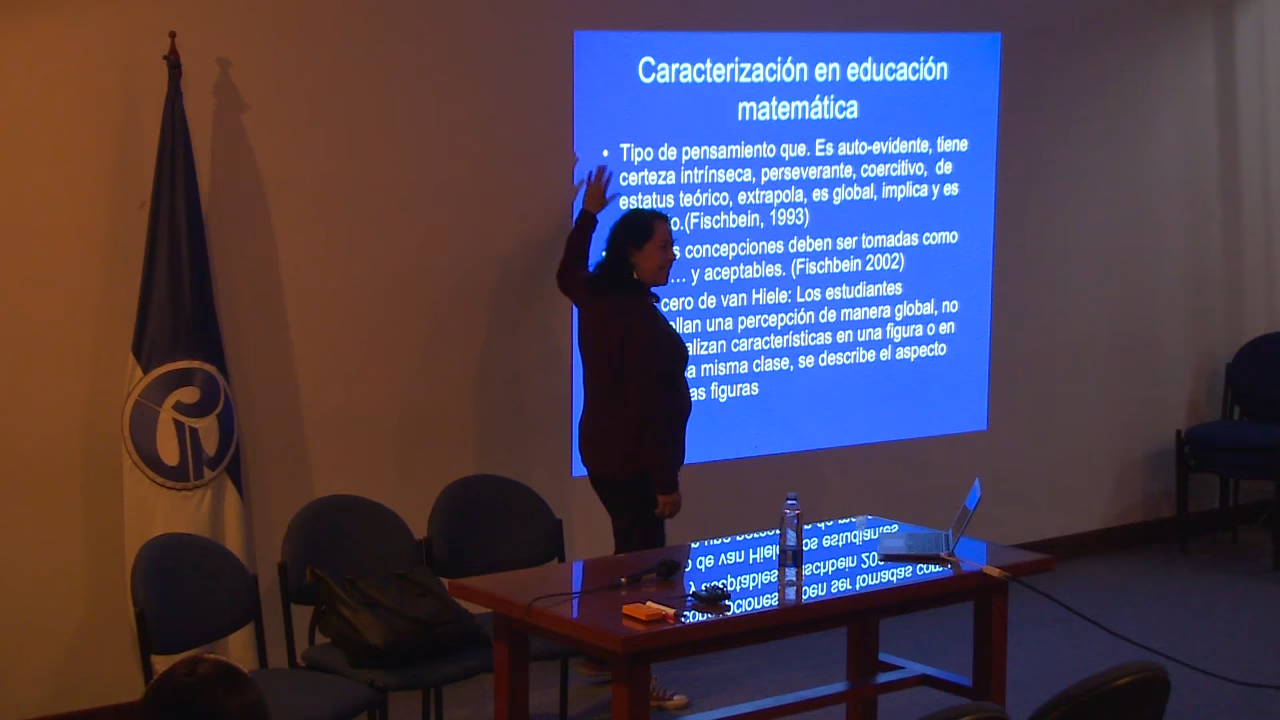 Caracterización en educación
matemática
• Tipo de pensamiento que. Es auto-evidente, tiene
certeza intrínseca, perseverante, coercitivo, de
estatus teórico, extrapola, es global, implica y es
o.(Fischbein, 1993)
s concepciones deben ser tomadas como
… y aceptables. (Fischbein 2002)
cero de van Hiele: Los estudiantes
ollan una percepción de manera global, no
alizan características en una figura o en
a misma clase, se describe el aspecto
as figuras